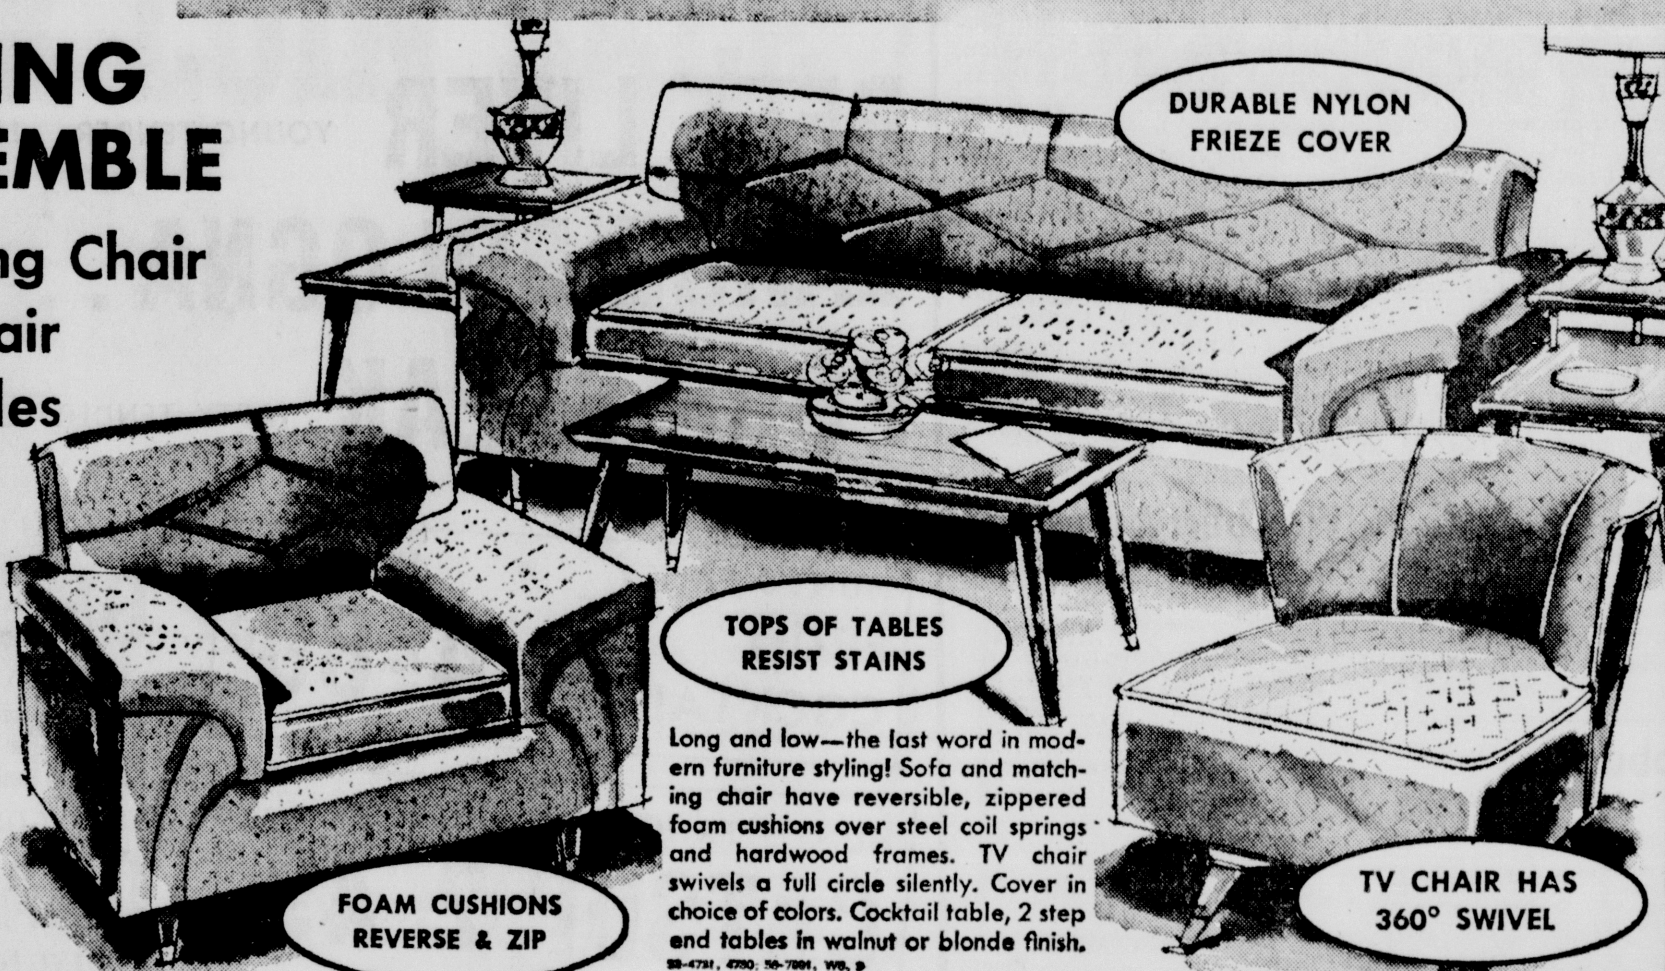 ING
EMBLE
ng Chair
air
les
DURABLE NYLON
FRIEZE COVER
TOPS OF TABLES
RESIST STAINS
Long and low—the last word in mod-
ern furniture styling! Sofa and match-
ing chair have reversible, zippered
foam cushions over steel coil springs
and hardwood frames. TV chair
swivels a full circle silently. Cover in
choice of colors. Cocktail table, 2 step
end tables in walnut or blonde finish.
FOAM CUSHIONS
REVERSE & ZIP
TV CHAIR HAS
360° SWIVEL